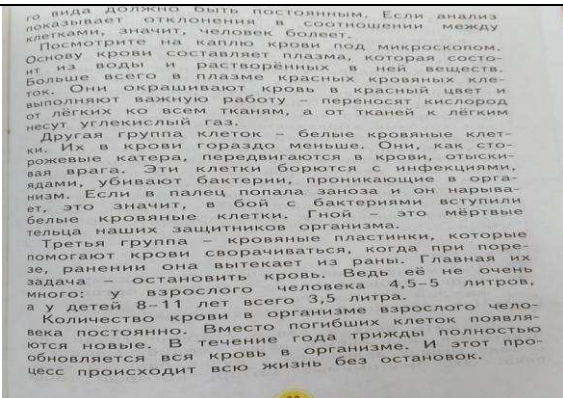 го вида должно быть постоянным. Если анализ
показывает отклонения в соотношении между
клетками, значит, человек болеет.
Посмотрите на каплю крови под микроскопом.
Основу крови составляет плазма, которая состо-
ит из воды и растворённых в ней веществ.
Больше всего в плазме красных кровяных кле-
ток. Они окрашивают кровь в красный цвет и
выполняют важную работу – переносят кислород
от лёгких ко всем тканям, а от тканей к лёгким
несут углекислый газ.
Другая группа клеток – белые кровяные клет-
ки. Их в крови гораздо меньше. Они, как сто-
рожевые катера, передвигаются в крови, отыски-
вая врага. Эти клетки борются с инфекциями,
ядами, убивают бактерии, проникающие в орга-
низм. Если в палец попала заноза и он нарыва-
ет, это значит, в бой с бактериями вступили
белые кровяные клетки. Гной – это мёртвые
тельца наших защитников организма.
Третья группа – кровяные пластинки, которые
помогают крови сворачиваться, когда при поре-
зе, ранении она вытекает из раны. Главная их
задача – остановить кровь. Ведь её не очень
много: у взрослого человека 4,5–5 литров,
а у детей 8–11 лет всего 3,5 литра.
Количество крови в организме взрослого чело-
века постоянно. Вместо погибших клеток появля-
ются новые. В течение года трижды полностью
обновляется вся кровь в организме. И этот про-
цесс происходит всю жизнь без остановок.